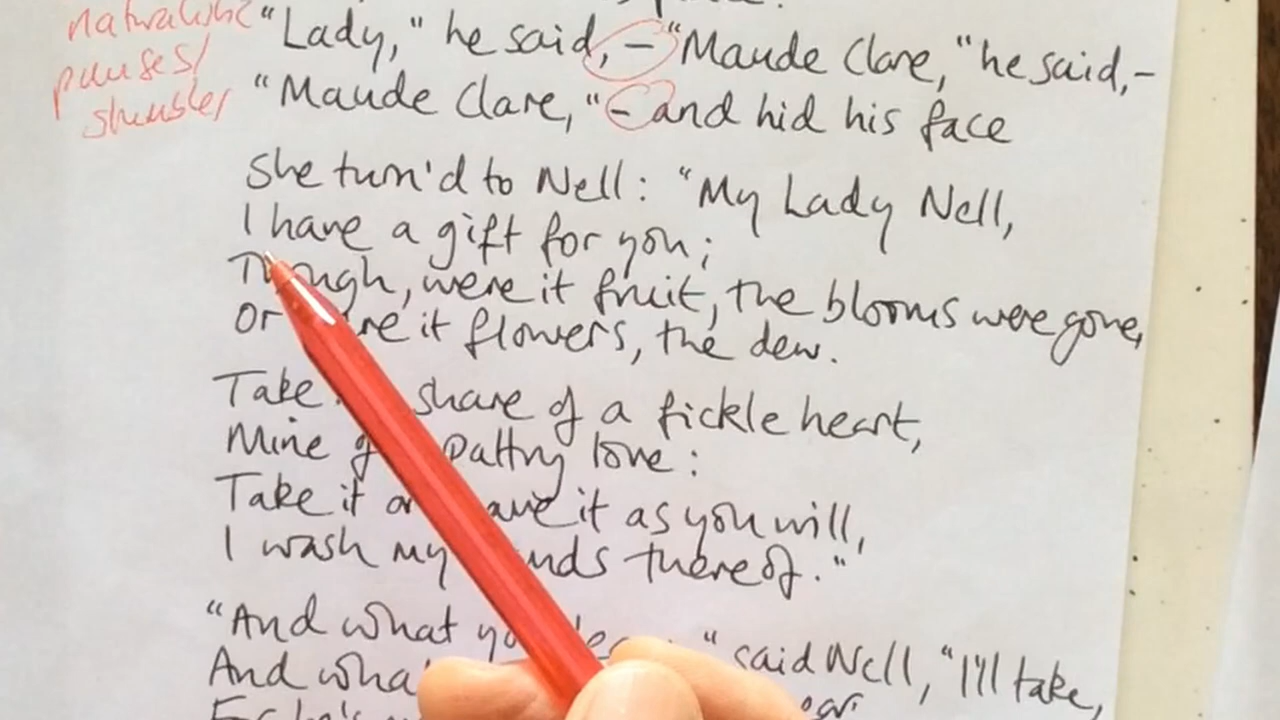 naturalistic
pauses/
stumbles
"Lady," he said, – "Maude Clare," he said, –
"Maude Clare," – and hid his face
She turn'd to Nell: "My Lady Nell,
I have a gift for you;
Though, were it fruit, the blooms were gone,
Or it flowers, the dew.
Take share of a fickle heart,
Mine paltry love:
Take it or it as you will,
I wash my thereof."
"And what said Nell, "I'll take,
And